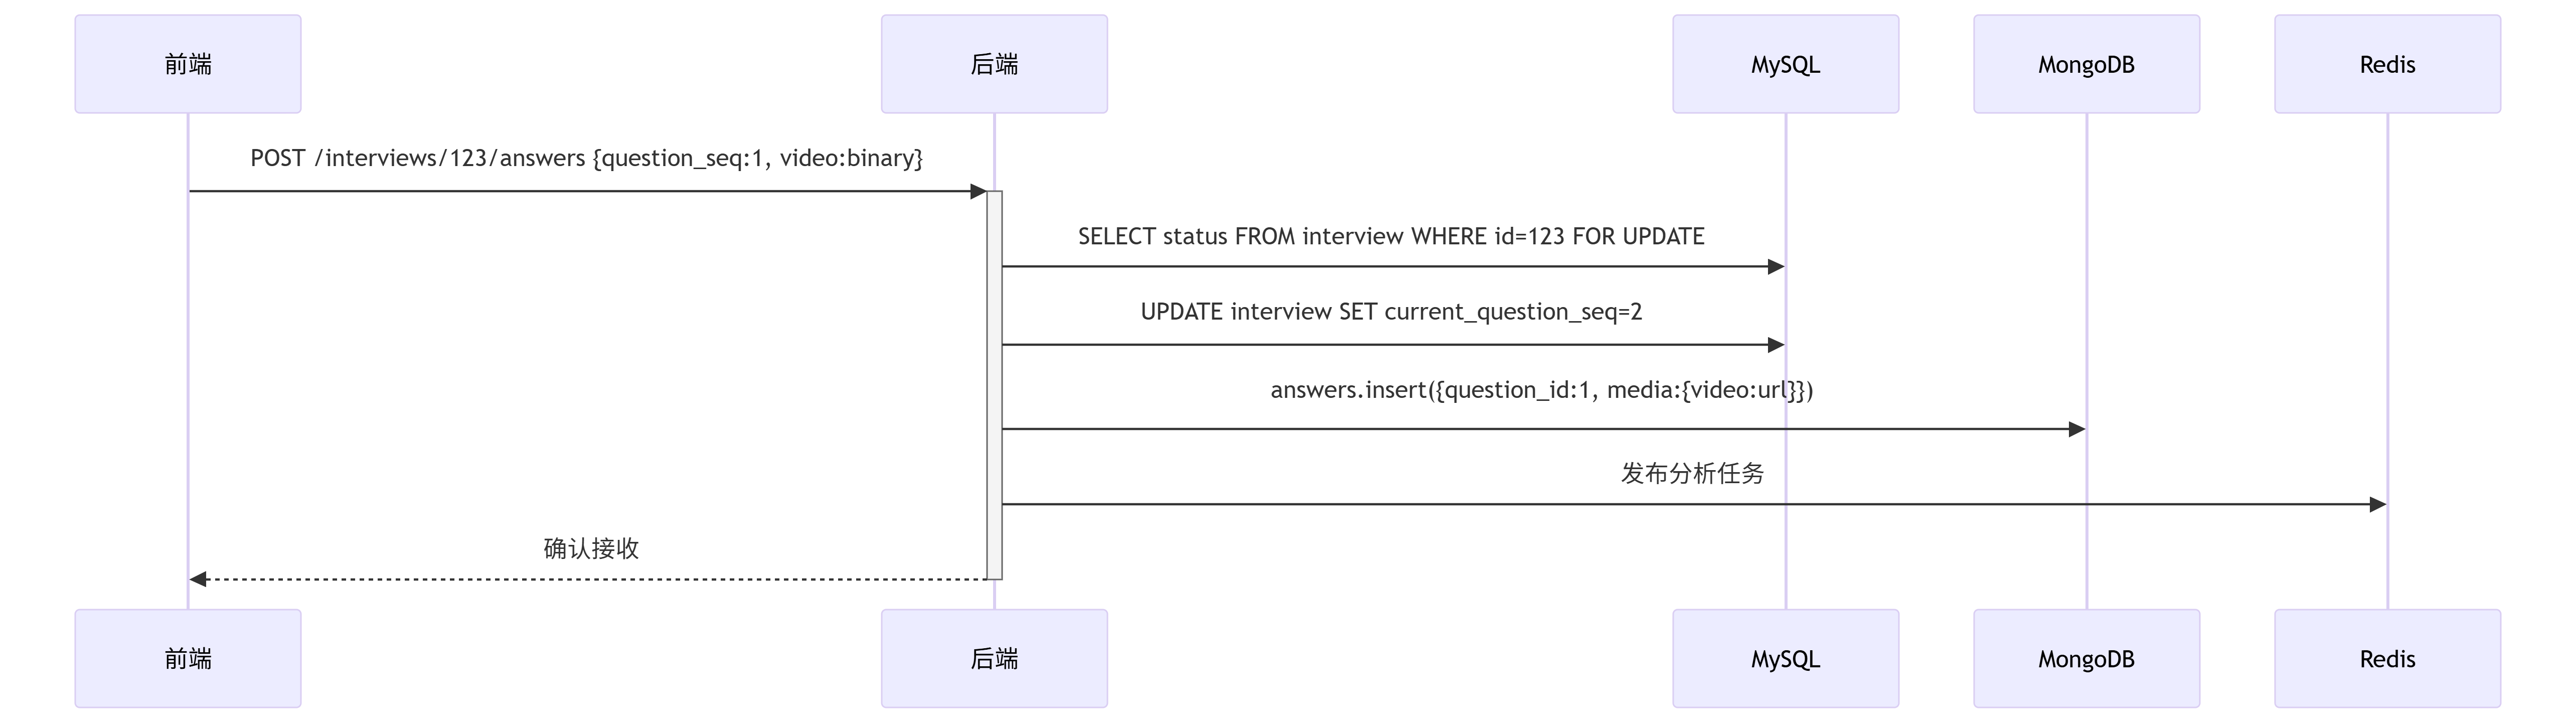 前端
后端
MySQL
MongoDB
Redis
POST /interviews/123/answers {question_seq:1, video:binary}
SELECT status FROM interview WHERE id=123 FOR UPDATE
UPDATE interview SET current_question_seq=2
answers.insert({question_id:1, media:{video:url}})
发布分析任务
确认接收
前端
后端
MySQL
MongoDB
Redis